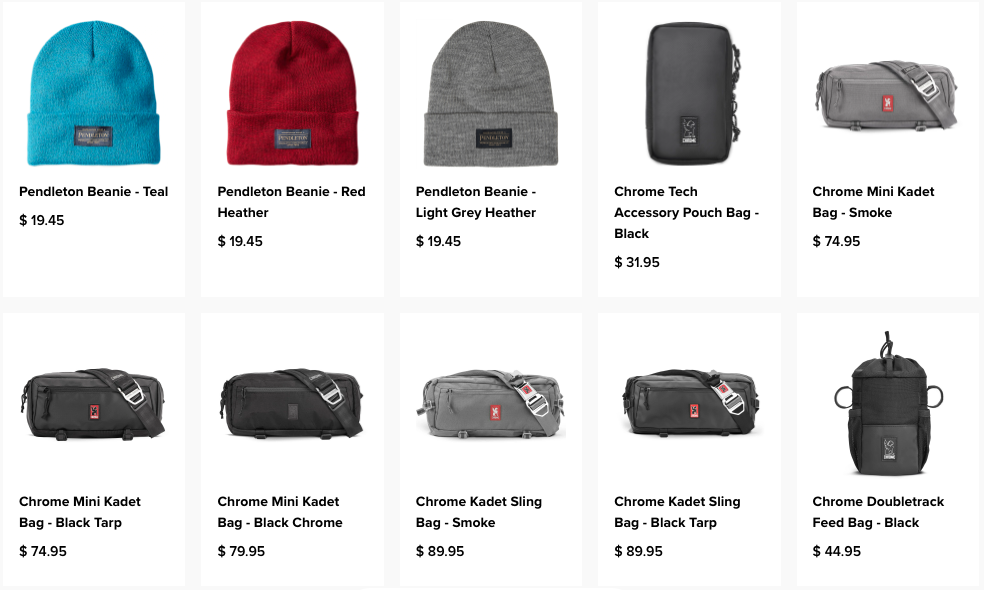 PENDLETON
PENDLETON
PENDLETON
CHROME
Pendleton Beanie - Teal
$ 19.45
Pendleton Beanie - Red
Heather
$ 19.45
Pendleton Beanie -
Light Grey Heather
$ 19.45
Chrome Tech
Accessory Pouch Bag -
Black
$ 31.95
Chrome Mini Kadet
Bag - Smoke
$ 74.95
CHROME
Chrome Mini Kadet
Bag - Black Tarp
$ 74.95
Chrome Mini Kadet
Bag - Black Chrome
$ 79.95
Chrome Kadet Sling
Bag - Smoke
$ 89.95
Chrome Kadet Sling
Bag - Black Tarp
$ 89.95
Chrome Doubletrack
Feed Bag - Black
$ 44.95